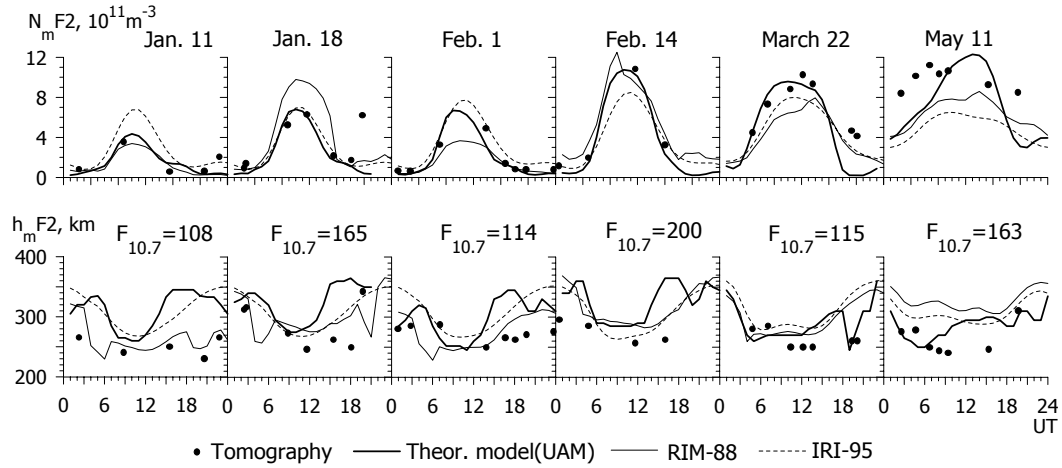 NmF2, 10^11 m^-3
Jan. 11 Jan. 18 Feb. 1 Feb. 14 March 22 May 11
12
8
4
0
hmF2, km
F10.7=108 F10.7=165 F10.7=114 F10.7=200 F10.7=115 F10.7=163
400
300
200
0 6 12 18 0 6 12 18 0 6 12 18 0 6 12 18 0 6 12 18 0 6 12 18 24
UT
Tomography Theor. model(UAM) RIM-88 IRI-95